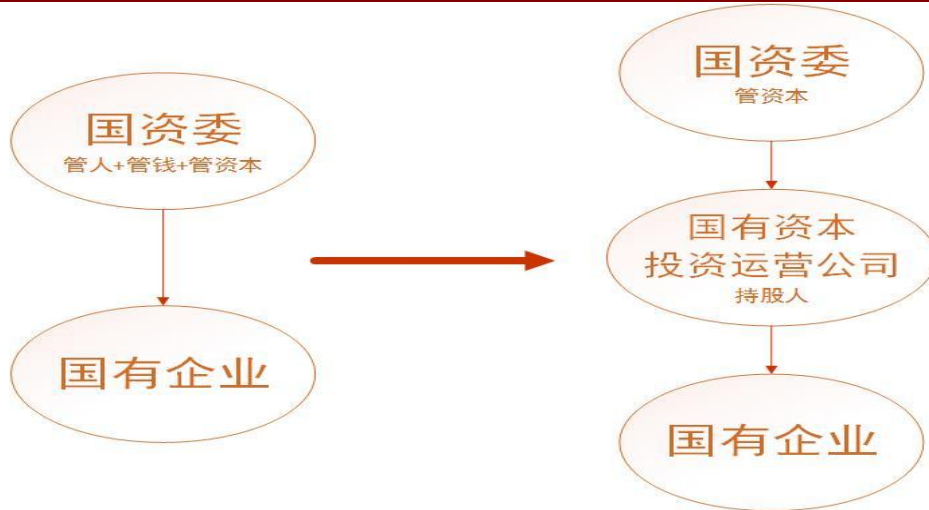 国资委
管人+管钱+管资本
国有企业
国资委
管资本
国有资本
投资运营公司
持股人
国有企业